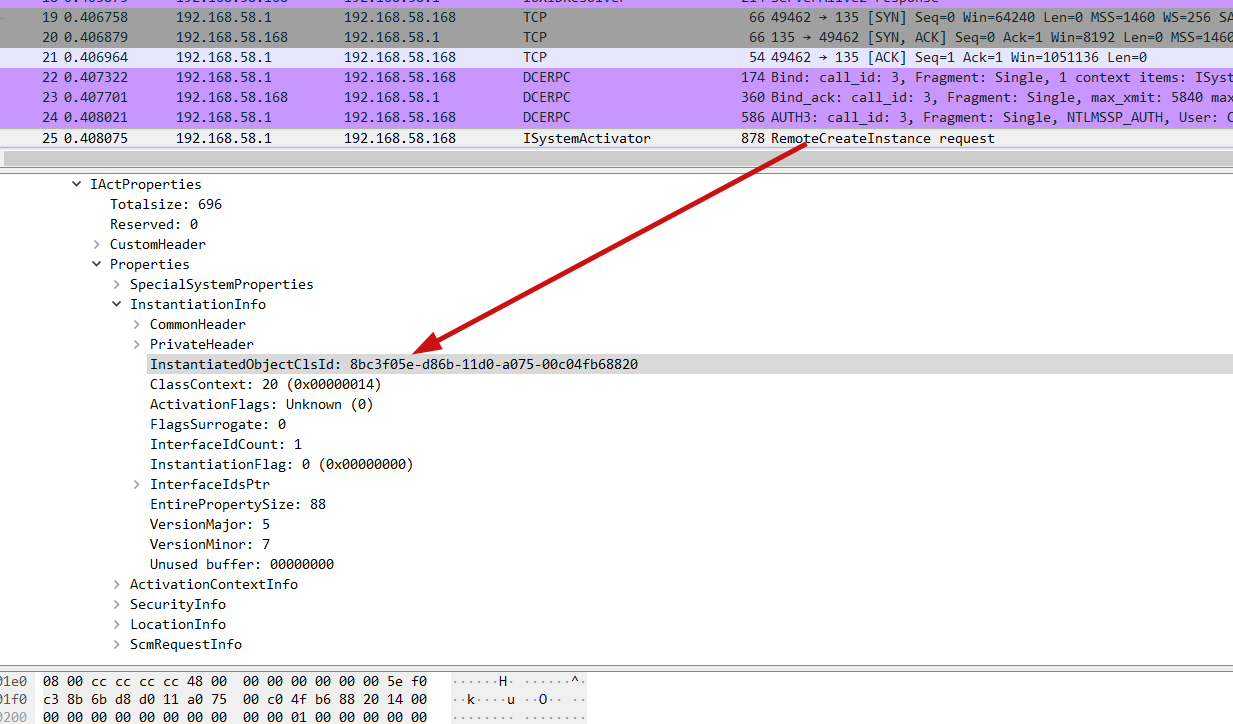 19 0.406758 192.168.58.1 192.168.58.168 TCP 66 49462 → 135 [SYN] Seq=0 Win=64240 Len=0 MSS=1460 WS=256
20 0.406879 192.168.58.168 192.168.58.1 TCP 66 135 → 49462 [SYN, ACK] Seq=0 Ack=1 Win=8192 Len=0 MSS=1460
21 0.406964 192.168.58.1 192.168.58.168 TCP 54 49462 → 135 [ACK] Seq=1 Ack=1 Win=1051136 Len=0
22 0.407322 192.168.58.1 192.168.58.168 DCERPC 174 Bind: call_id: 3, Fragment: Single, 1 context items: ISyst
23 0.407701 192.168.58.168 192.168.58.1 DCERPC 360 Bind_ack: call_id: 3, Fragment: Single, max_xmit: 5840 max
24 0.408021 192.168.58.1 192.168.58.168 DCERPC 586 AUTH3: call_id: 3, Fragment: Single, NTLMSSP_AUTH, User:
25 0.408075 192.168.58.1 192.168.58.168 ISystemActivator 878 RemoteCreateInstance request
IActProperties
Totalsize: 696
Reserved: 0
CustomHeader
Properties
SpecialSystemProperties
InstantiationInfo
CommonHeader
PrivateHeader
InstantiatedObjectClsId: 8bc3f05e-d86b-11d0-a075-00c04fb68820
ClassContext: 20 (0x00000014)
ActivationFlags: Unknown (0)
FlagsSurrogate: 0
InterfaceIdCount: 1
InstantiationFlag: 0 (0x00000000)
InterfaceIdsPtr
EntirePropertySize: 88
VersionMajor: 5
VersionMinor: 7
Unused buffer: 00000000
ActivationContextInfo
SecurityInfo
LocationInfo
ScmRequestInfo
01e0 08 00 cc cc cc cc 48 00 00 00 00 00 00 00 5e f0 ······H· ······^·
01f0 c3 8b 6b d8 d0 11 a0 75 00 c0 4f b6 88 20 14 00 ··k····u ··O·· ··
0200 00 00 00 00 00 00 00 00 00 00 01 00 00 00 00 00 ········ ········